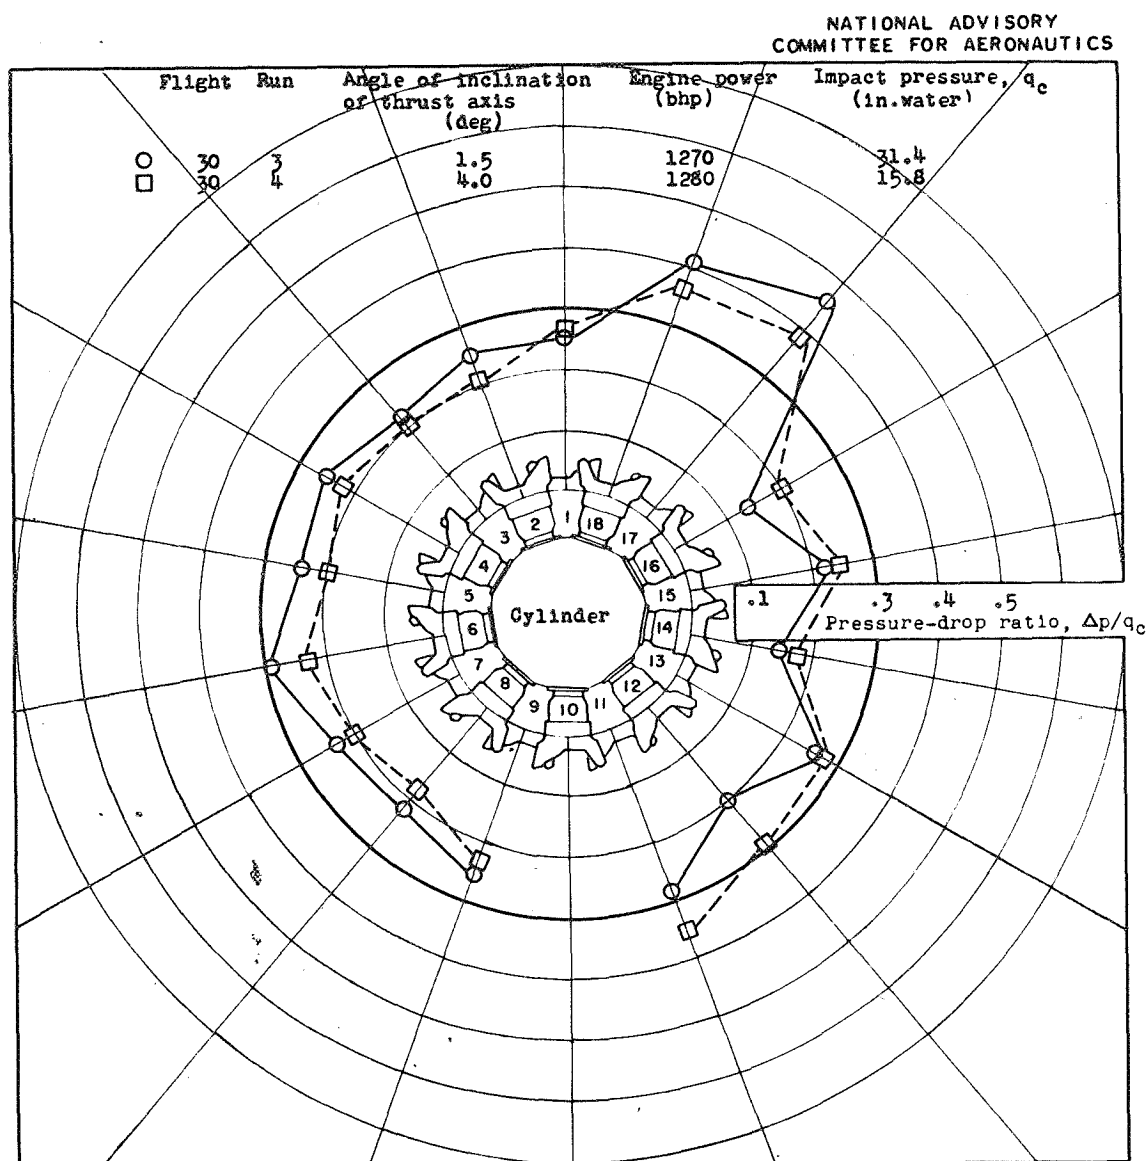 NATIONAL ADVISORY
COMMITTEE FOR AERONAUTICS
Flight Run Angle of inclination Engine power Impact pressure, qc
of thrust axis (bhp) (in.water)
(deg)
30 3 1.5 1270 31.4
30 4 4.0 1280 15.8
1
2
3
4
5
6
7
8
9
10
11
12
13
14
15
16
17
18
Cylinder
.1 .3 .4 .5
Pressure-drop ratio, Δp/qc